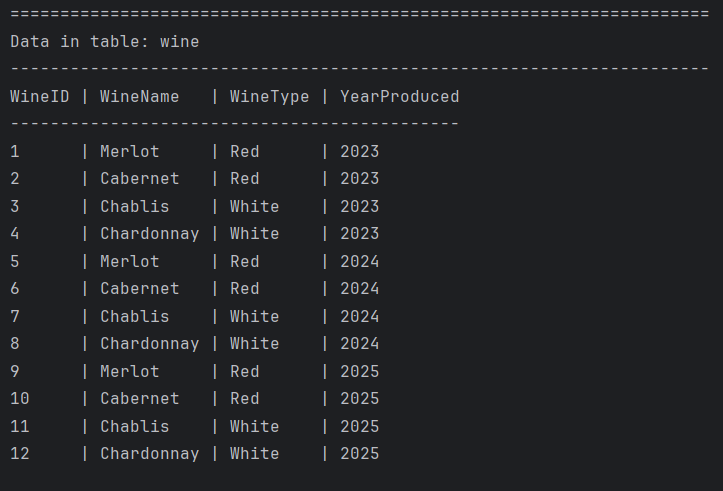 ======================================================================
Data in table: wine
----------------------------------------------------------------------
WineID | WineName   | WineType | YearProduced
---------------------------------------------
1      | Merlot     | Red      | 2023
2      | Cabernet   | Red      | 2023
3      | Chablis    | White    | 2023
4      | Chardonnay | White    | 2023
5      | Merlot     | Red      | 2024
6      | Cabernet   | Red      | 2024
7      | Chablis    | White    | 2024
8      | Chardonnay | White    | 2024
9      | Merlot     | Red      | 2025
10     | Cabernet   | Red      | 2025
11     | Chablis    | White    | 2025
12     | Chardonnay | White    | 2025